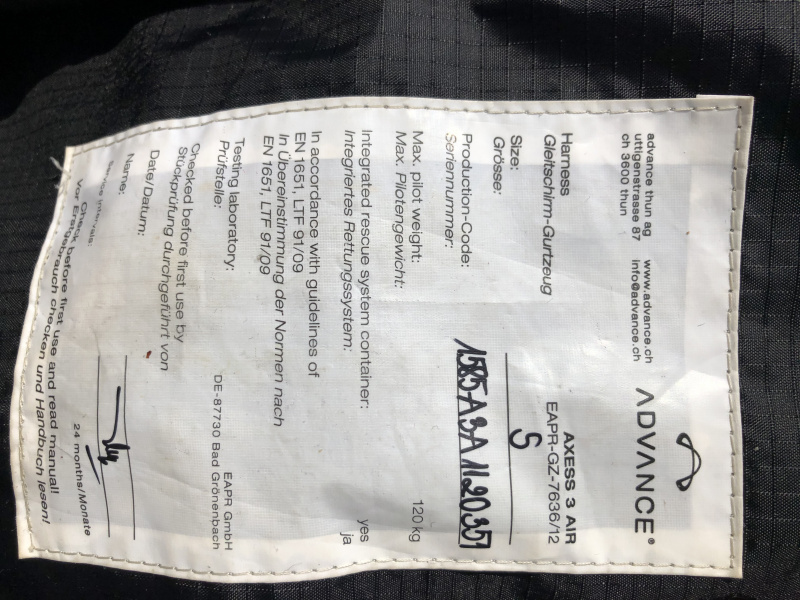 advance thun ag
uttigenstrasse 87
ch 3600 thun
www.advance.ch
info@advance.ch
ADVANCE®
Harness
Gleitschirm-Gurtzeug
AXESS 3 AIR
EAPR-GZ-7636/12
Size:
Grösse:
S
Production-Code:
Seriennummer:
Max. pilot weight:
Max. Pilotengewicht:
120 kg
Integrated rescue system container:
Integriertes Rettungssystem:
yes
ja
In accordance with guidelines of
EN 1651, LTF 91/09
In Übereinstimmung der Normen nach
EN 1651, LTF 91/09
Testing laboratory:
Prüfstelle:
EAPR GmbH
DE-87730 Bad Grönenbach
Checked before first use by
Stückprüfung durchgeführt von
Date/Datum:
Name:
Service intervals:
24 months/Monate
Check before first use and read manual!
Vor Erstgebrauch checken und Handbuch lesen!